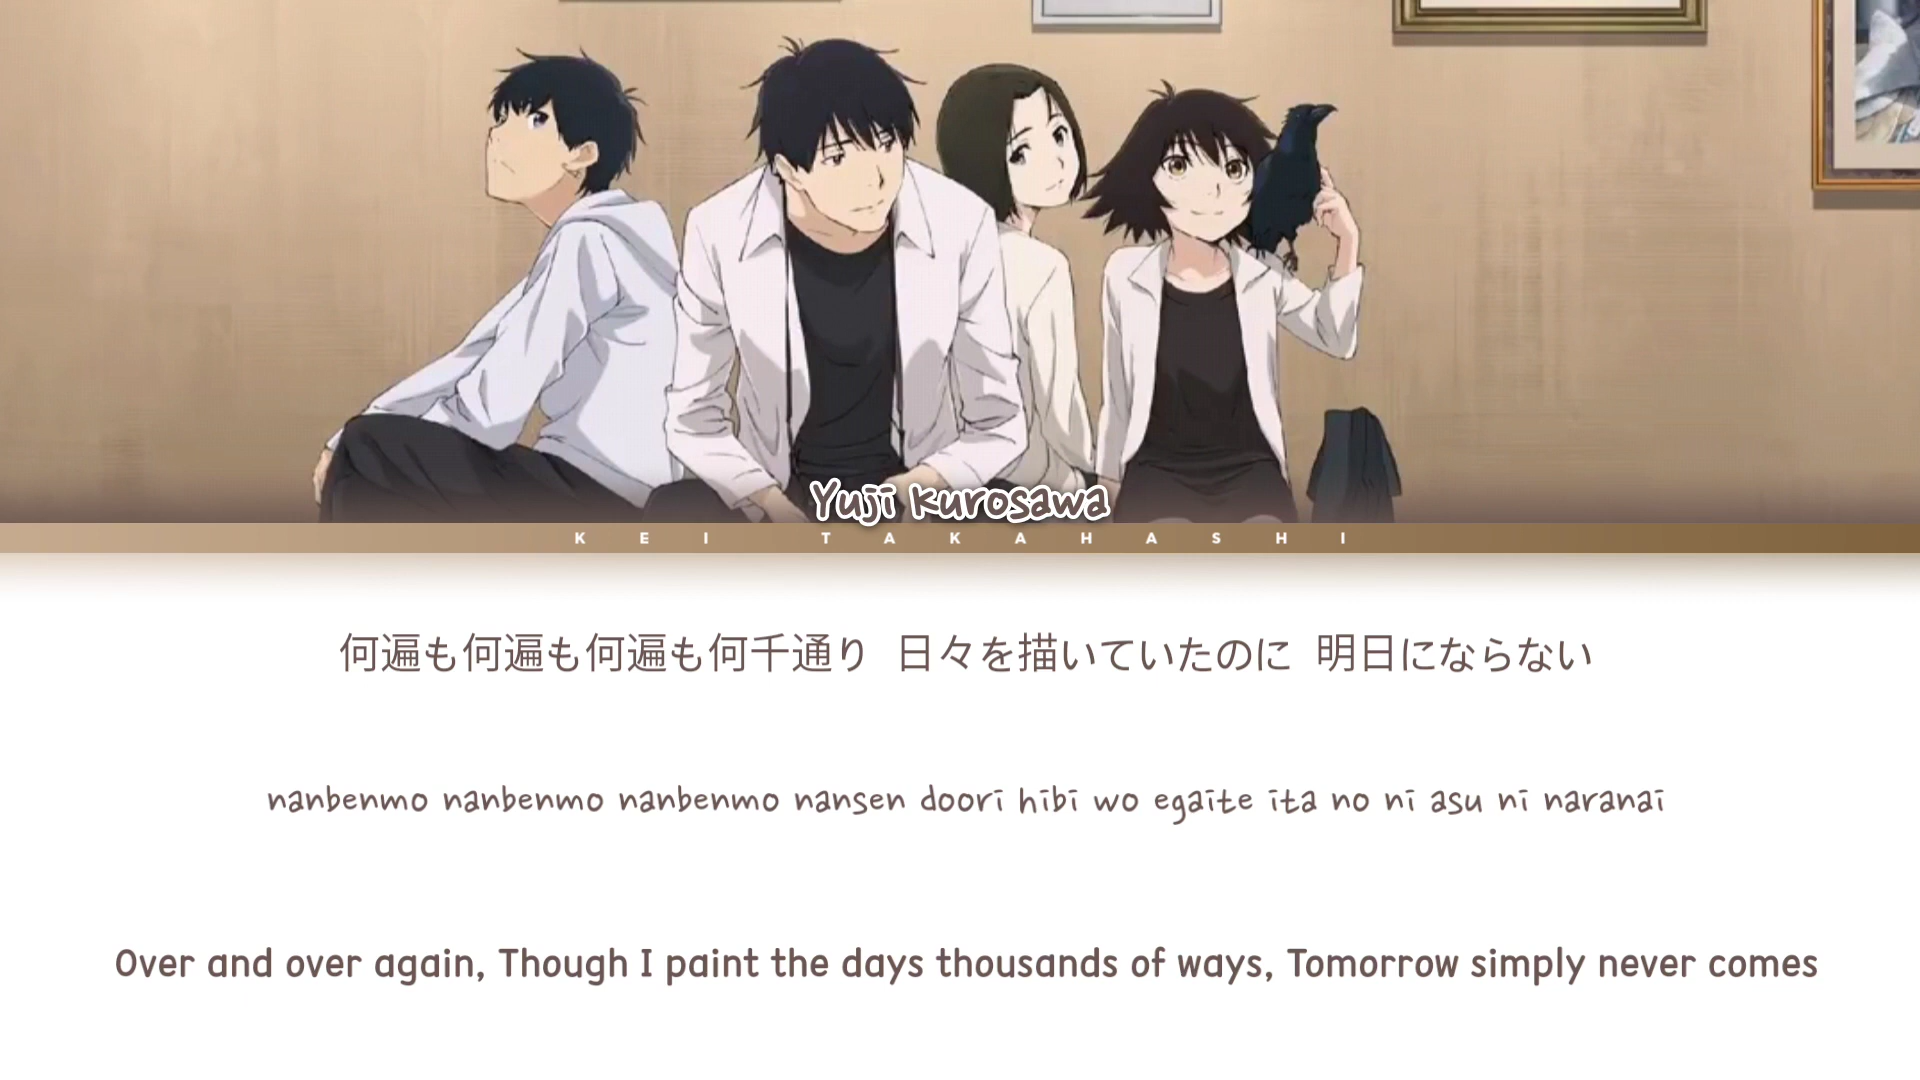 Yuji Kurosawa
KEI TAKAHASHI
何遍も何遍も何遍も何千通り 日々を描いていたのに 明日にならない
nanbenmo nanbenmo nanbenmo nansen doori hibi wo egaite ita no ni asu ni naranai
Over and over again, Though I paint the days thousands of ways, Tomorrow simply never comes